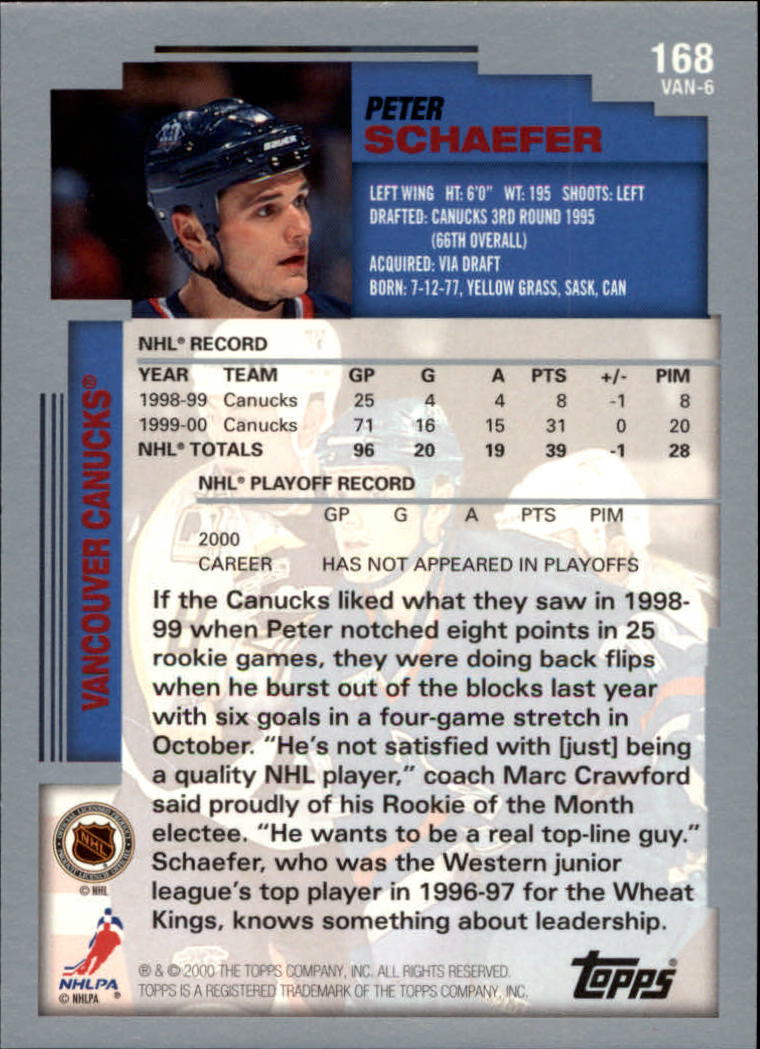 168
VAN-6
PETER
SCHAEFER
BAUER
LEFT WING HT: 6'0" WT: 195 SHOOTS: LEFT
DRAFTED: CANUCKS 3RD ROUND 1995
(66TH OVERALL)
ACQUIRED: VIA DRAFT
BORN: 7-12-77, YELLOW GRASS, SASK, CAN
VANCOUVER CANUCKS®
NHL® RECORD
YEAR TEAM GP G A PTS +/- PIM
1998-99 Canucks 25 4 4 8 -1 8
1999-00 Canucks 71 16 15 31 0 20
NHL® TOTALS 96 20 19 39 -1 28
NHL® PLAYOFF RECORD
GP G A PTS PIM
2000
CAREER HAS NOT APPEARED IN PLAYOFFS
If the Canucks liked what they saw in 1998-
99 when Peter notched eight points in 25
rookie games, they were doing back flips
when he burst out of the blocks last year
with six goals in a four-game stretch in
October. "He's not satisfied with [just] being
a quality NHL player," coach Marc Crawford
said proudly of his Rookie of the Month
electee. "He wants to be a real top-line guy."
Schaefer, who was the Western junior
league's top player in 1996-97 for the Wheat
Kings, knows something about leadership.
NHL
© NHL
NHLPA ®
© NHLPA
® & © 2000 THE TOPPS COMPANY, INC. ALL RIGHTS RESERVED.
TOPPS IS A REGISTERED TRADEMARK OF THE TOPPS COMPANY, INC.
Topps®